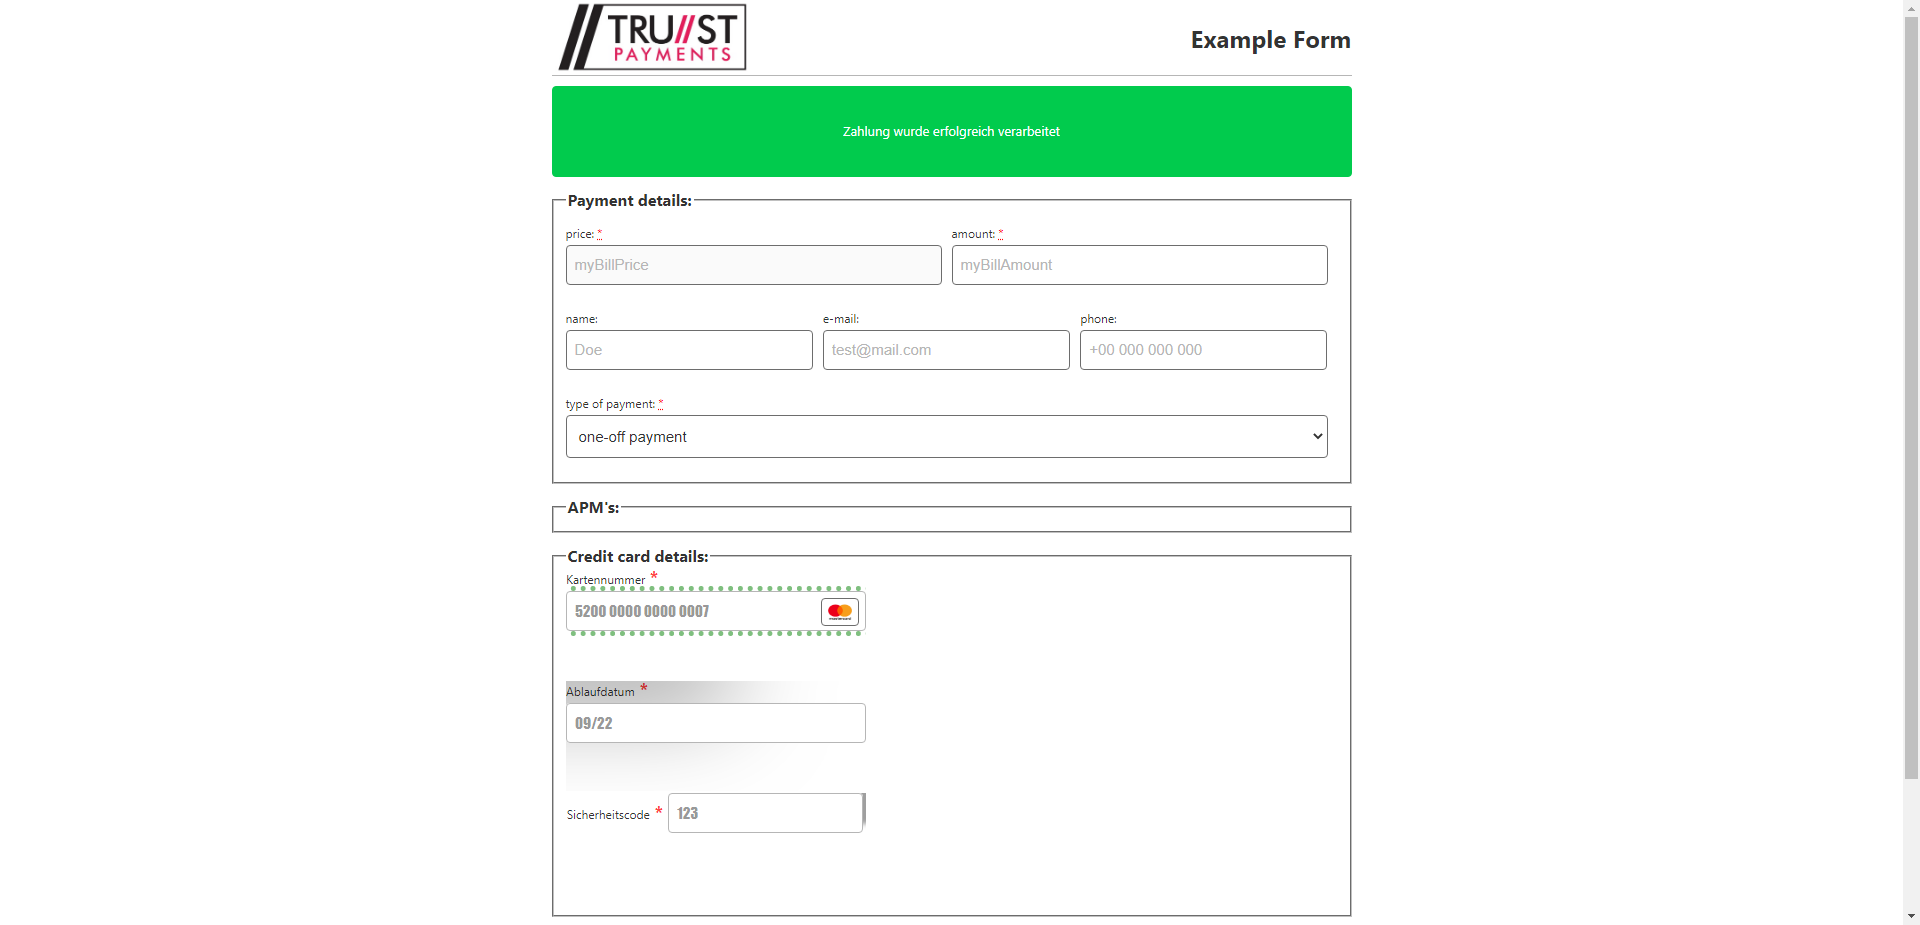 TRU//ST
PAYMENTS
Example Form
Zahlung wurde erfolgreich verarbeitet
Payment details:
price: * amount: *
myBillPrice myBillAmount
name: e-mail: phone:
Doe test@mail.com +00 000 000 000
type of payment: *
one-off payment
APM's:
Credit card details:
Kartennummer *
5200 0000 0000 0007
mastercard
Ablaufdatum *
09/22
Sicherheitscode * 123